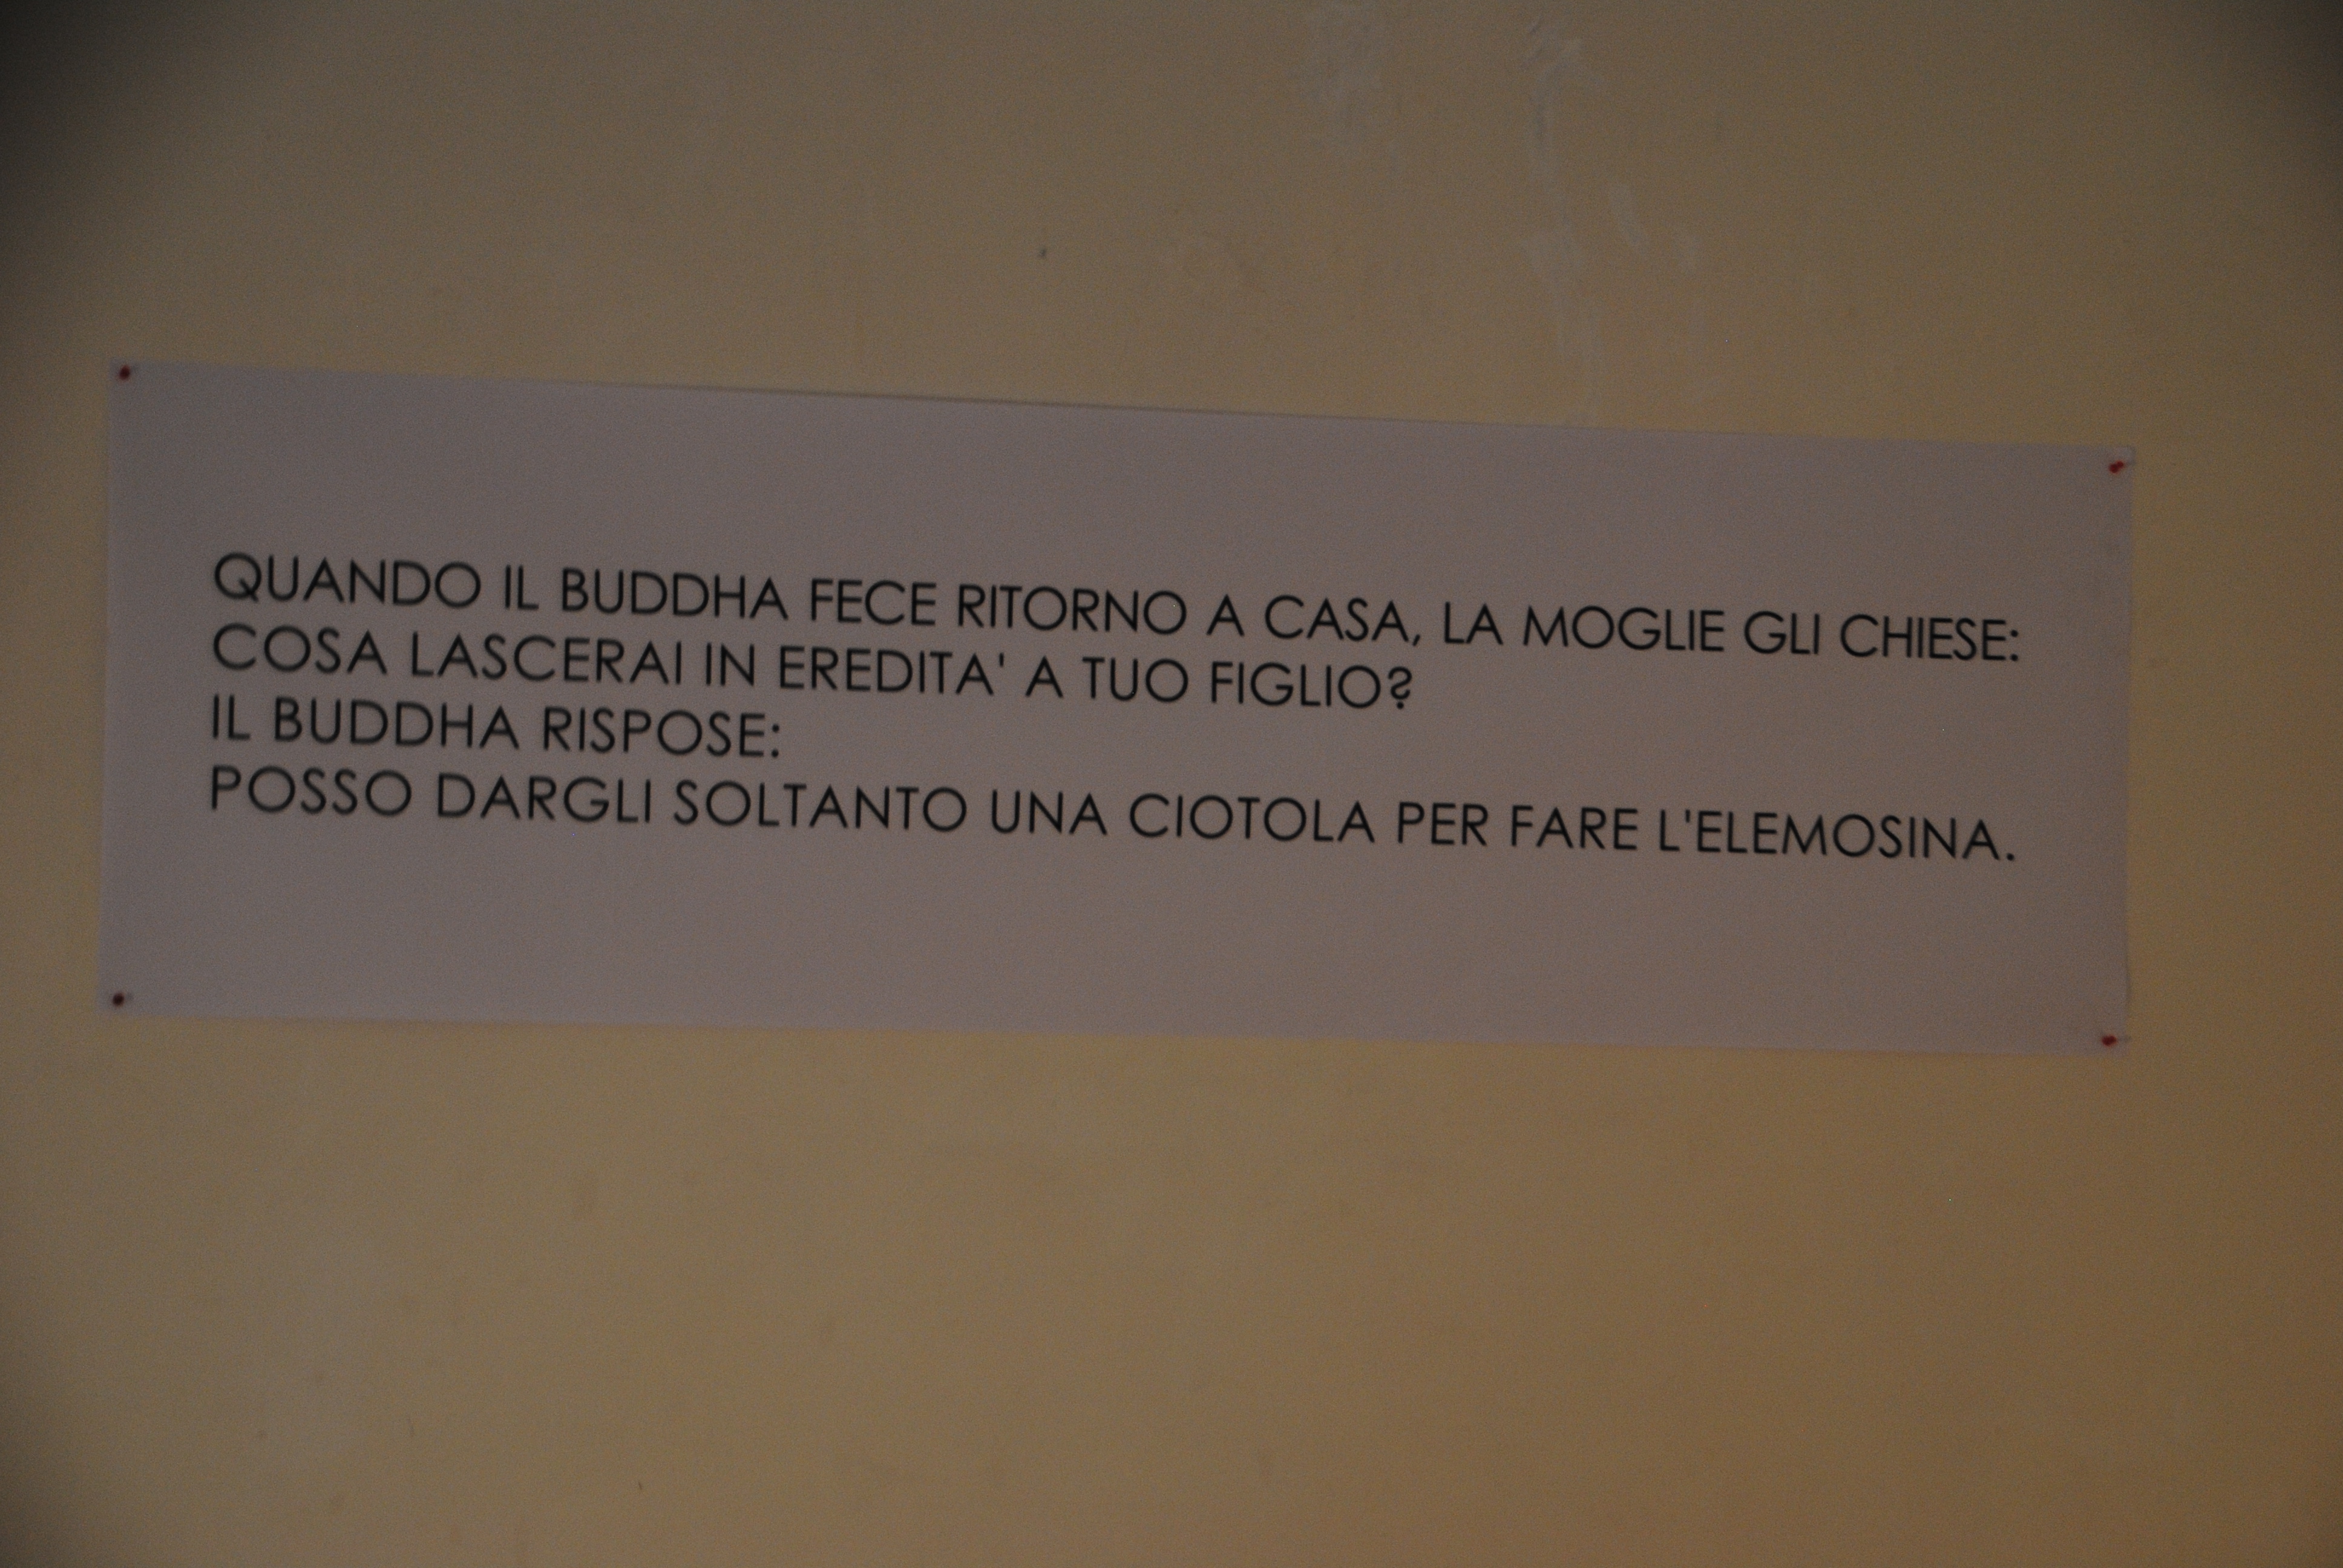 QUANDO IL BUDDHA FECE RITORNO A CASA, LA MOGLIE GLI CHIESE:
COSA LASCERAI IN EREDITA' A TUO FIGLIO?
IL BUDDHA RISPOSE:
POSSO DARGLI SOLTANTO UNA CIOTOLA PER FARE L'ELEMOSINA.